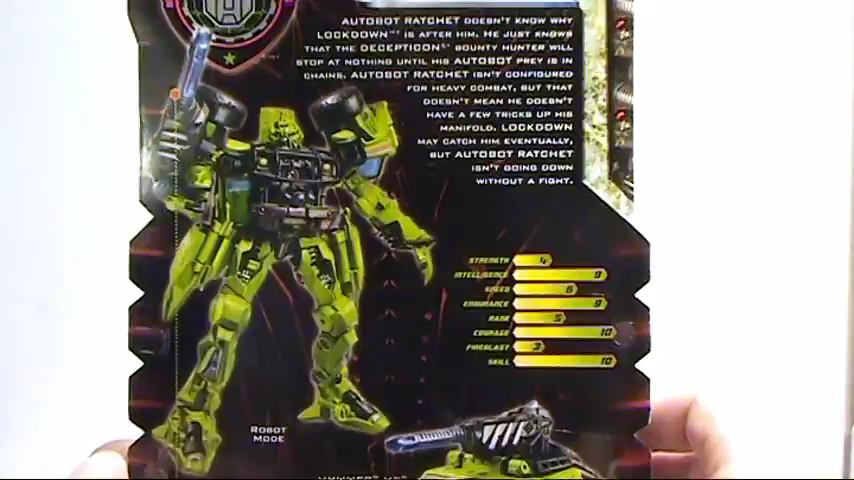 AUTOBOT RATCHET DOESN'T KNOW WHY
LOCKDOWN™ IS AFTER HIM. HE JUST KNOWS
THAT THE DECEPTICON® BOUNTY HUNTER WILL
STOP AT NOTHING UNTIL HIS AUTOBOT PREY IS IN
CHAINS. AUTOBOT RATCHET ISN'T CONFIGURED
FOR HEAVY COMBAT, BUT THAT
DOESN'T MEAN HE DOESN'T
HAVE A FEW TRICKS UP HIS
MANIFOLD. LOCKDOWN
MAY CATCH HIM EVENTUALLY,
BUT AUTOBOT RATCHET
ISN'T GOING DOWN
WITHOUT A FIGHT.
STRENGTH 4
INTELLIGENCE 9
SPEED 6
ENDURANCE 9
RANK 5
COURAGE 10
FIREBLAST 3
SKILL 10
ROBOT
MODE